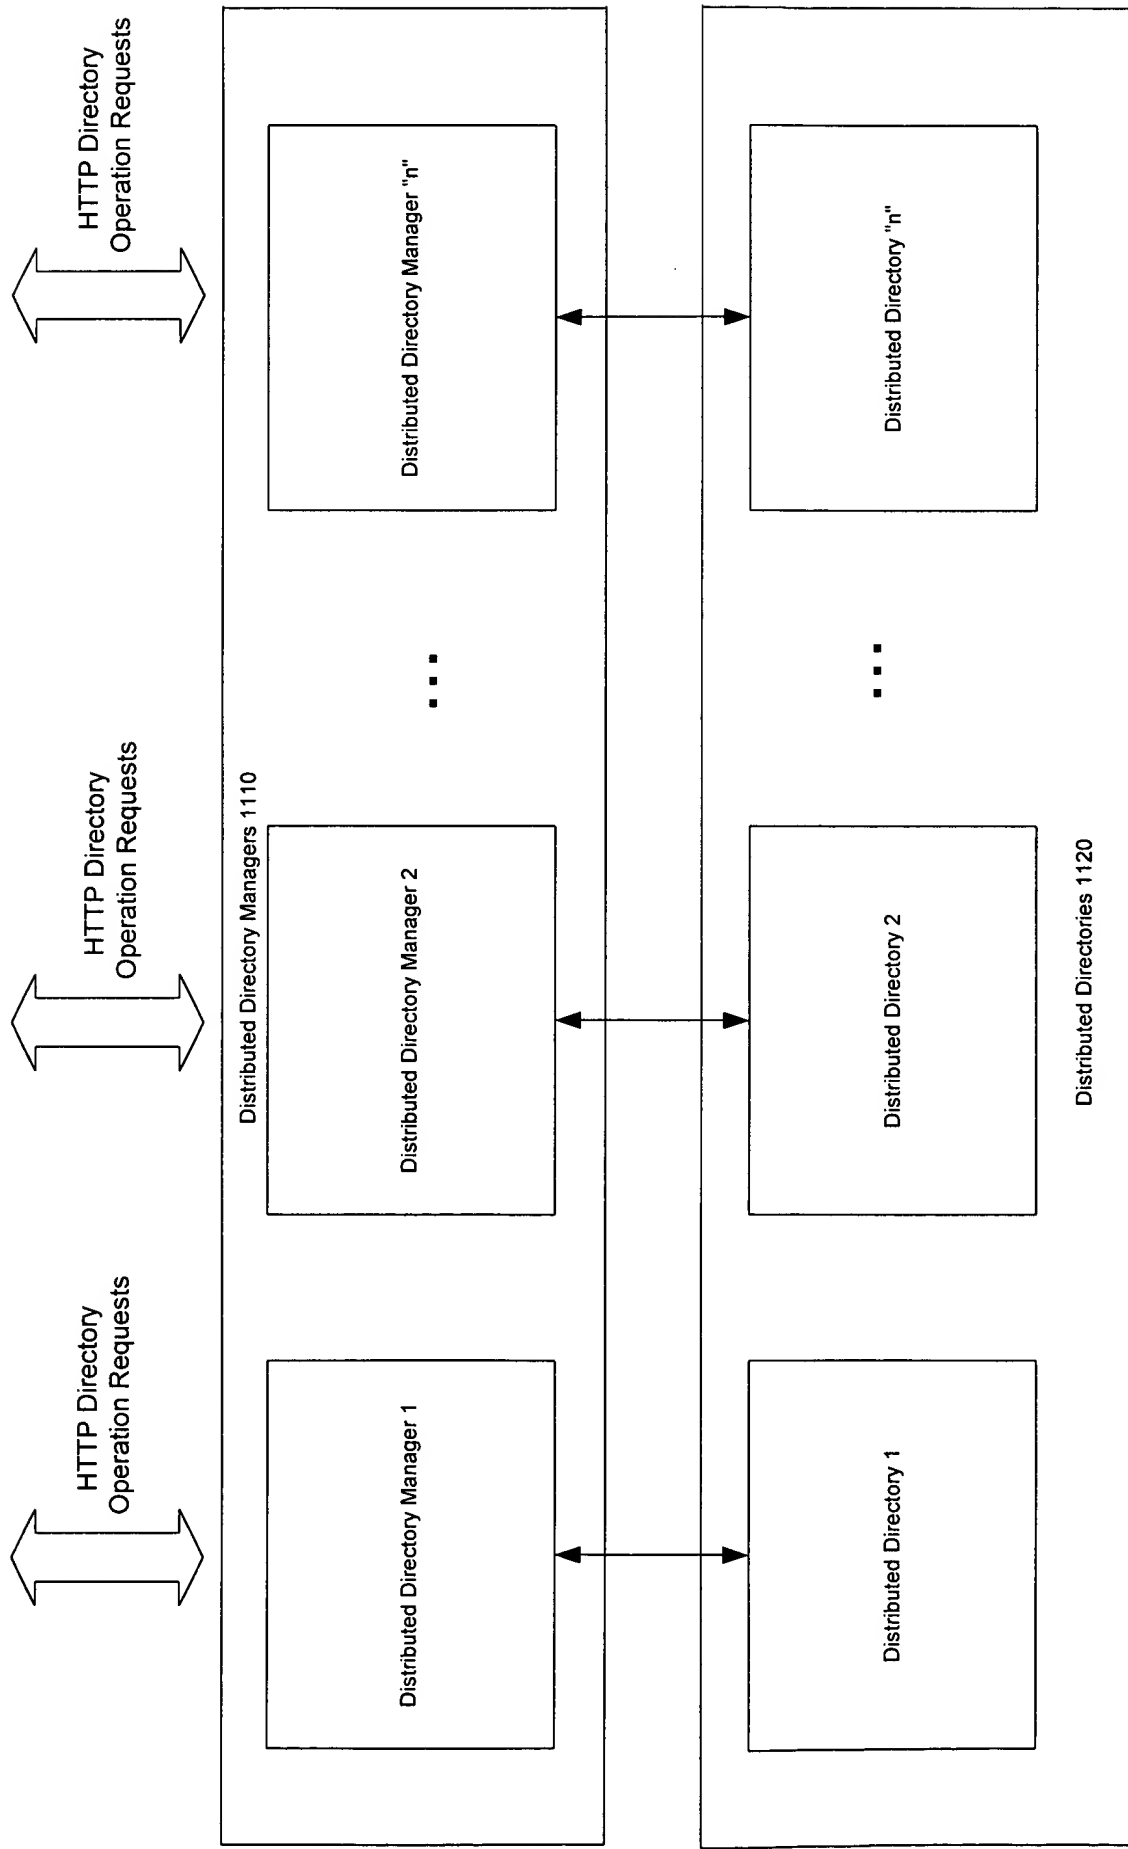 HTTP Directory
Operation Requests
HTTP Directory
Operation Requests
HTTP Directory
Operation Requests
Distributed Directory Managers 1110
Distributed Directory Manager 1
Distributed Directory Manager 2
...
Distributed Directory Manager "n"
Distributed Directory 1
Distributed Directory 2
...
Distributed Directory "n"
Distributed Directories 1120